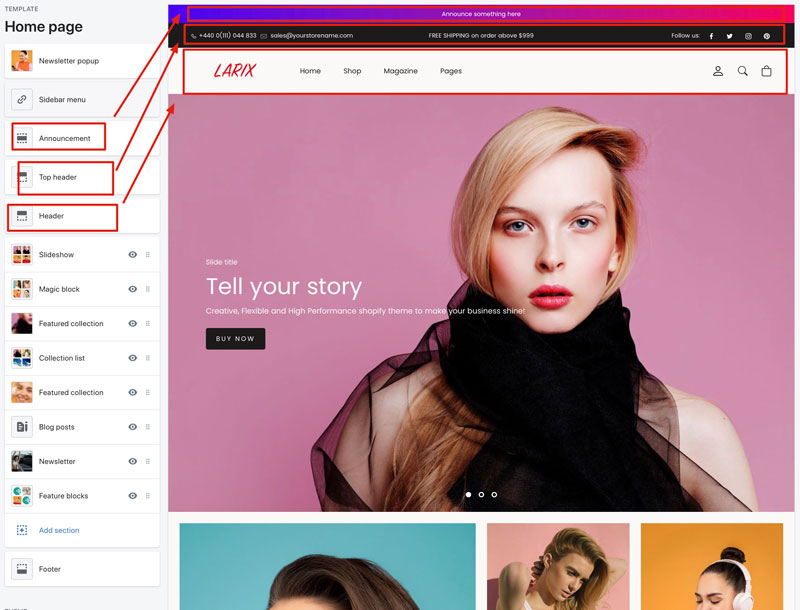 TEMPLATE
Home page
Newsletter popup
Sidebar menu
Announcement
Top header
Header
Slideshow
Magic block
Featured collection
Collection list
Featured collection
Blog posts
Newsletter
Feature blocks
Add section
Footer
Announce something here
+440 0(111) 044 833 sales@yourstorename.com FREE SHIPPING on order above $999 Follow us:
LARIX Home Shop Magazine Pages
Slide title
Tell your story
Creative, Flexible and High Performance shopify theme to make your business shine!
BUY NOW